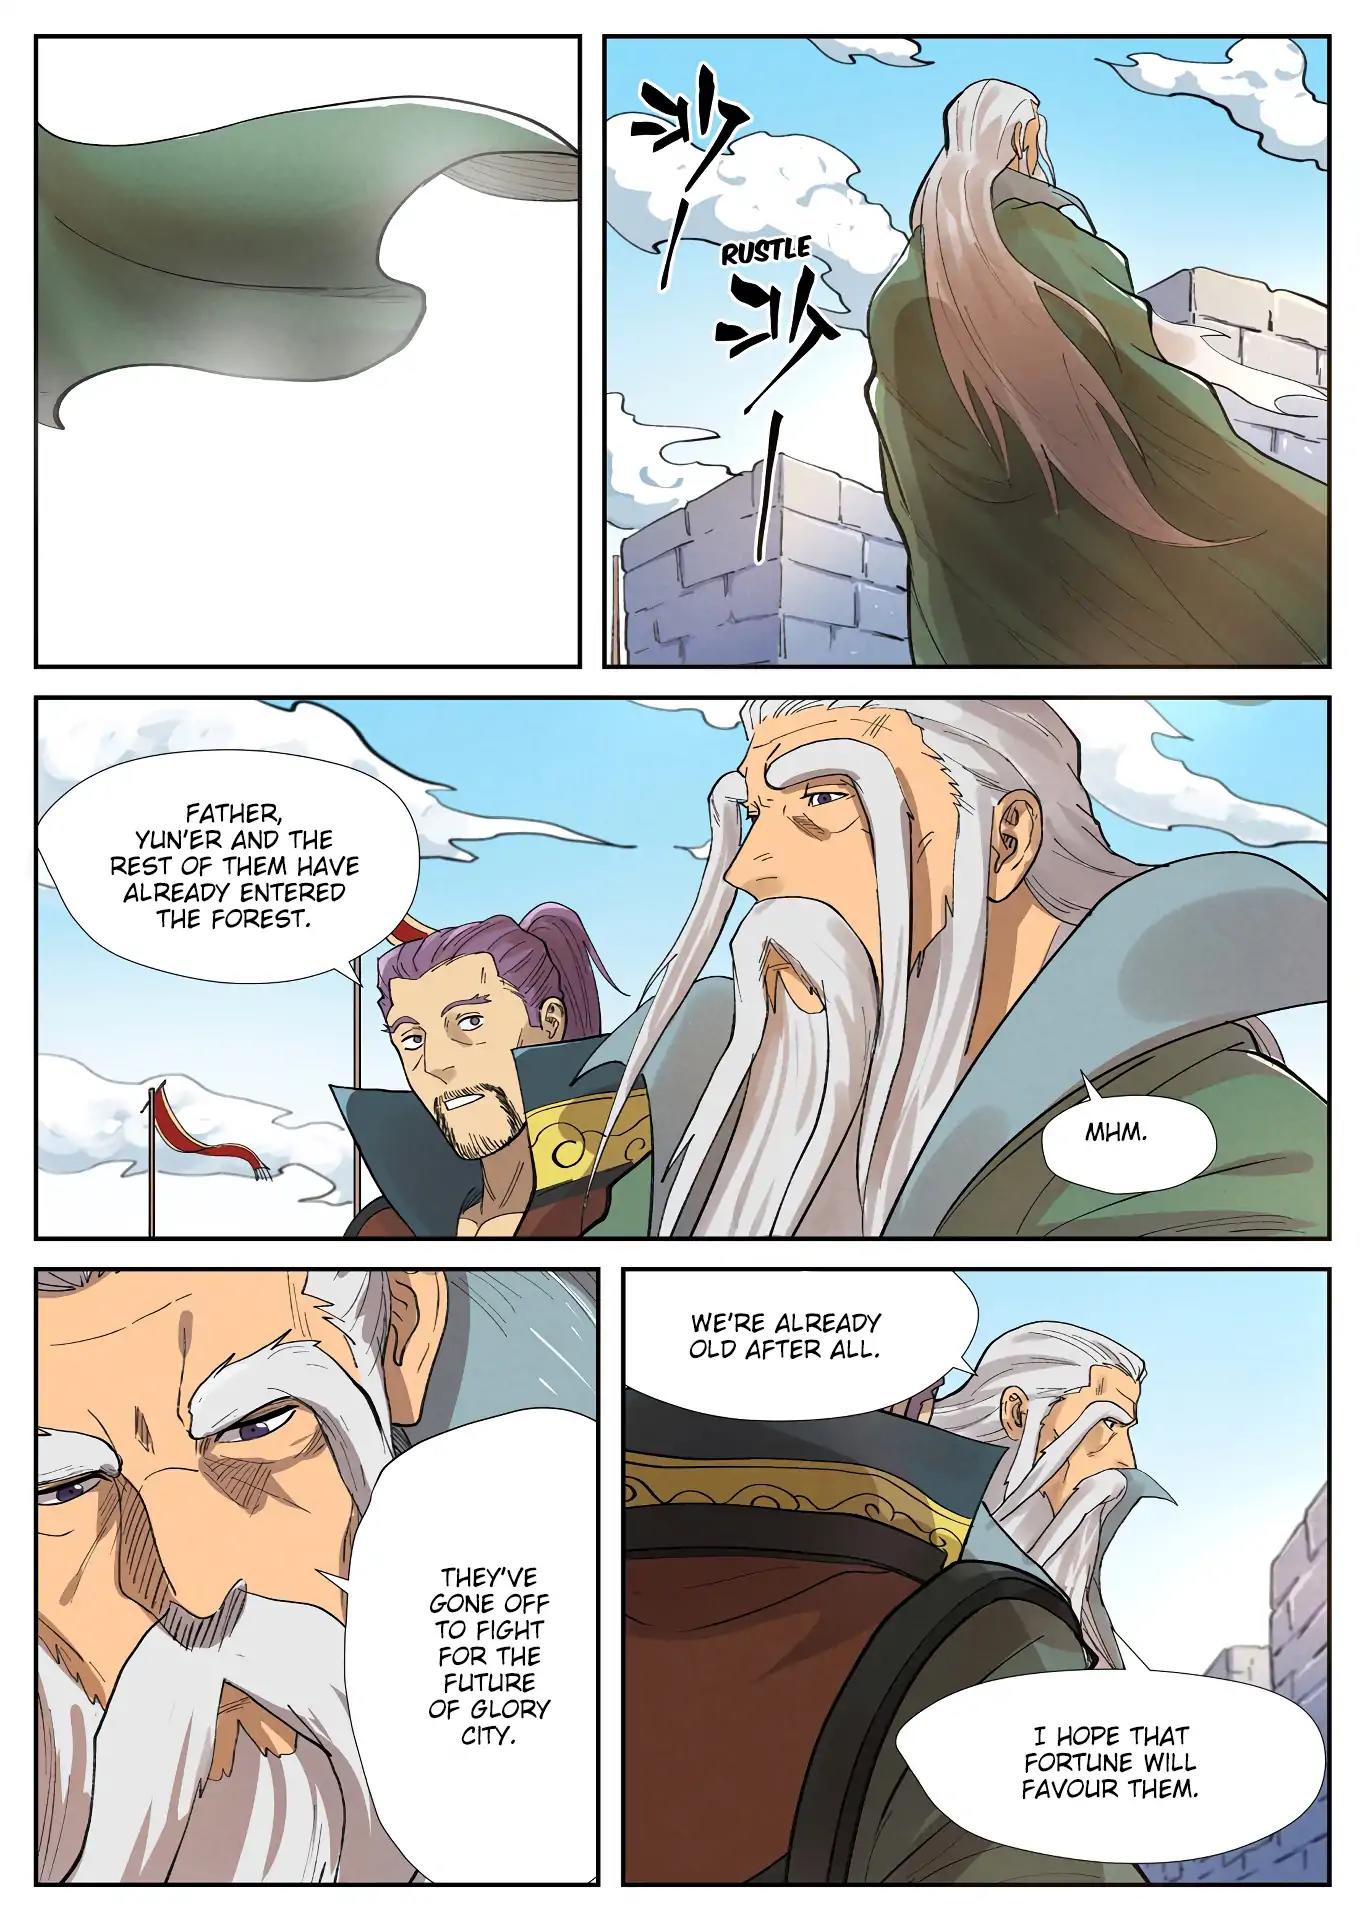 RUSTLE
FATHER,
YUN'ER AND THE
REST OF THEM HAVE
ALREADY ENTERED
THE FOREST.
MHM.
THEY'VE
GONE OFF
TO FIGHT
FOR THE
FUTURE
OF GLORY
CITY.
WE'RE ALREADY
OLD AFTER ALL.
I HOPE THAT
FORTUNE WILL
FAVOUR THEM.